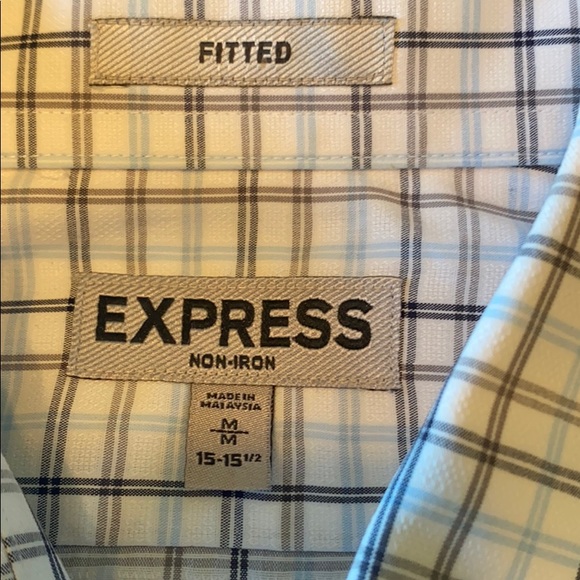 FITTED
EXPRESS
NON-IRON
MADE IN
MALAYSIA
M
M
15-15 1/2